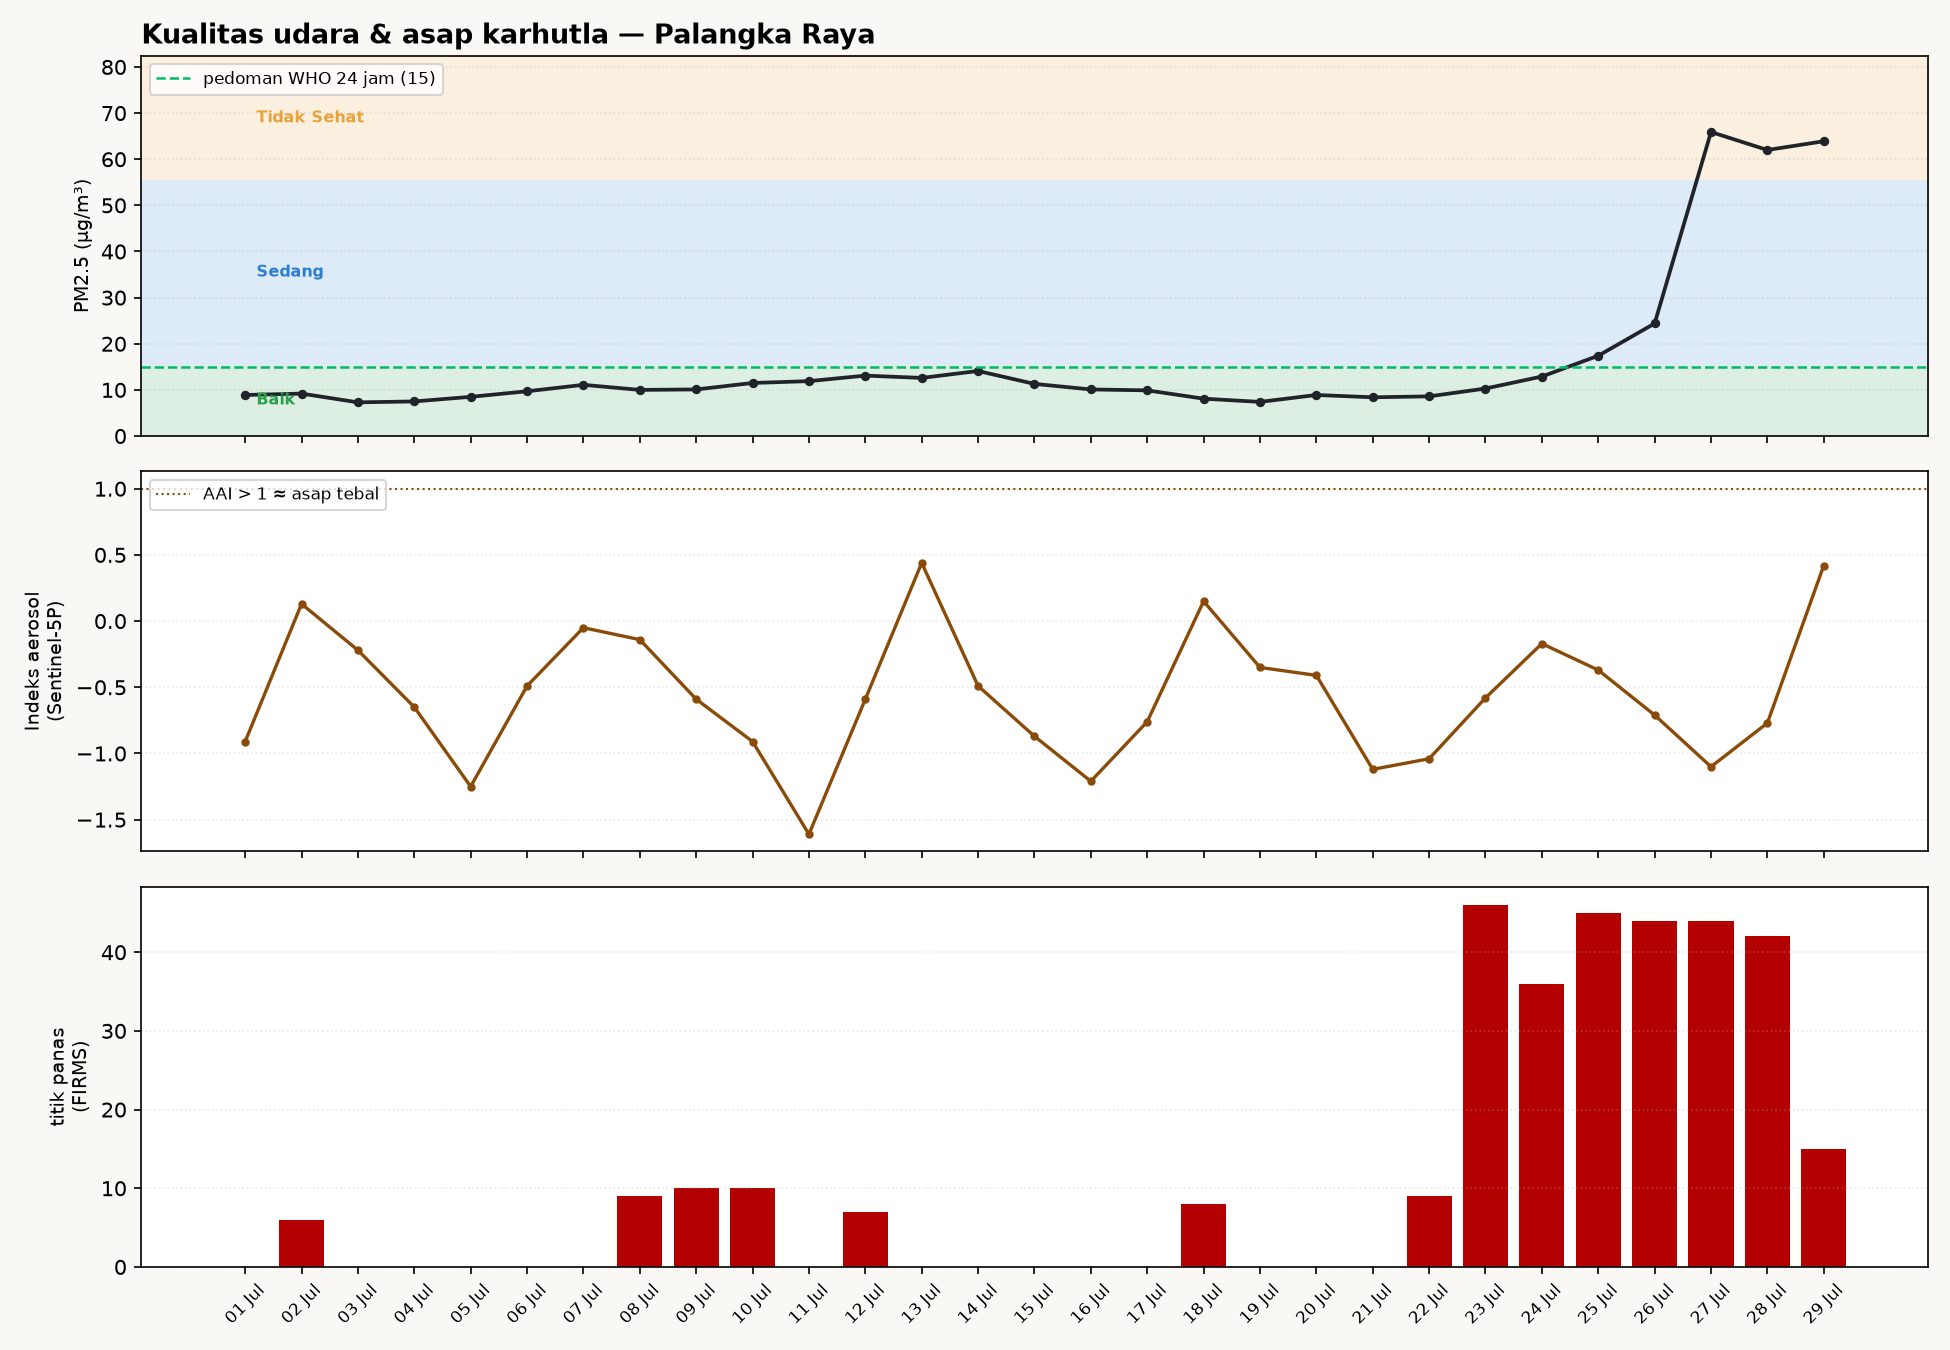 Kualitas udara & asap karhutla — Palangka Raya
PM2.5 (µg/m³)
80
70
60
50
40
30
20
10
0
pedoman WHO 24 jam (15)
Tidak Sehat
Sedang
Baik
Indeks aerosol
(Sentinel-5P)
1.0
0.5
0.0
−0.5
−1.0
−1.5
AAI > 1 ≈ asap tebal
titik panas
(FIRMS)
40
30
20
10
0
01 Jul
02 Jul
03 Jul
04 Jul
05 Jul
06 Jul
07 Jul
08 Jul
09 Jul
10 Jul
11 Jul
12 Jul
13 Jul
14 Jul
15 Jul
16 Jul
17 Jul
18 Jul
19 Jul
20 Jul
21 Jul
22 Jul
23 Jul
24 Jul
25 Jul
26 Jul
27 Jul
28 Jul
29 Jul